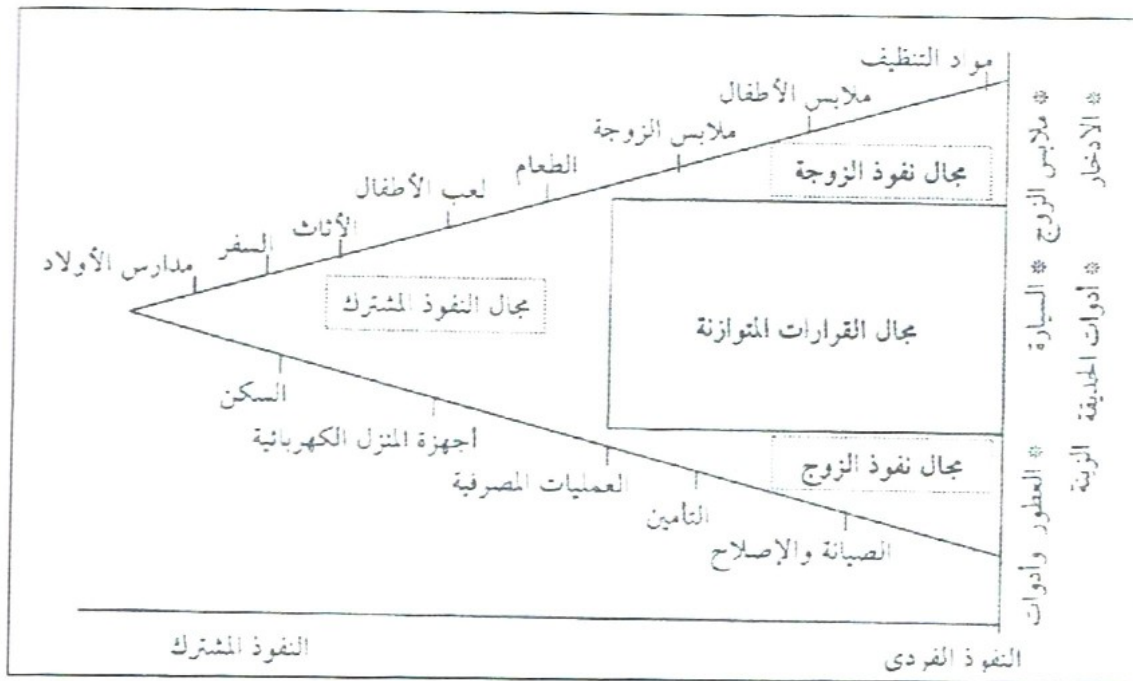 مواد التنظيف
ملابس الأطفال
ملابس الزوجة
الطعام
لعب الأطفال
الأثاث
السفر
مدارس الأولاد
مجال نفوذ الزوجة
مجال النفوذ المشترك
مجال القرارات المتوازنة
مجال نفوذ الزوج
السكن
أجهزة المنزل الكهربائية
العمليات المصرفية
التأمين
الصيانة والإصلاح
* ملابس الزوج
* الادخار
* السيارة
* أدوات الحديقة
* العطور وأدوات
الزينة
النفوذ المشترك
النفوذ الفردى